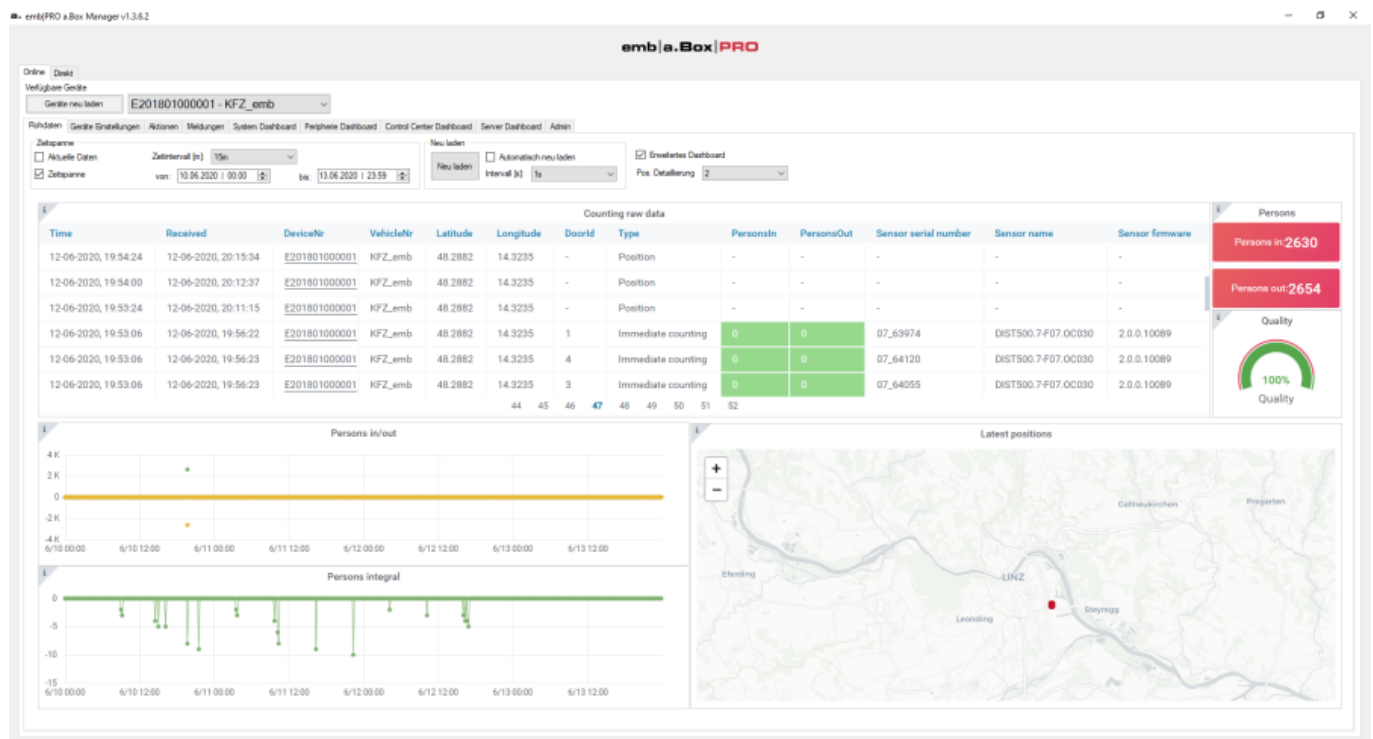 emb|PRO a.Box Manager v1.3.6.2
emb|a.Box|PRO
Online Direkt
Verfügbare Geräte
Geräte neu laden E201801000001 - KFZ_emb
Rohdaten Geräte Einstellungen Aktionen Meldungen System Dashboard Peripherie Dashboard Control Center Dashboard Server Dashboard Admin
Zeitspanne Neu laden
Aktuelle Daten Zeitintervall [m]: 15m Neu laden Automatisch neu laden Erweitertes Dashboard
Zeitspanne von: 10.06.2020 | 00:00 bis: 13.06.2020 | 23:59 Intervall [s]: 1s Pos. Detaillierung 2
Counting raw data
Time Received DeviceNr VehicleNr Latitude Longitude DoorId Type PersonsIn PersonsOut Sensor serial number Sensor name Sensor firmware
12-06-2020, 19:54:24 12-06-2020, 20:15:34 E201801000001 KFZ_emb 48.2882 14.3235 - Position - - - - -
12-06-2020, 19:54:00 12-06-2020, 20:12:37 E201801000001 KFZ_emb 48.2882 14.3235 - Position - - - - -
12-06-2020, 19:53:24 12-06-2020, 20:11:15 E201801000001 KFZ_emb 48.2882 14.3235 - Position - - - - -
12-06-2020, 19:53:06 12-06-2020, 19:56:22 E201801000001 KFZ_emb 48.2882 14.3235 1 Immediate counting 0 0 07_63974 DIST500.7-F07.OC030 2.0.0.10089
12-06-2020, 19:53:06 12-06-2020, 19:56:23 E201801000001 KFZ_emb 48.2882 14.3235 4 Immediate counting 0 0 07_64120 DIST500.7-F07.OC030 2.0.0.10089
12-06-2020, 19:53:06 12-06-2020, 19:56:23 E201801000001 KFZ_emb 48.2882 14.3235 3 Immediate counting 0 0 07_64055 DIST500.7-F07.OC030 2.0.0.10089
44 45 46 47 48 49 50 51 52
Persons
Persons in:2630
Persons out:2654
Quality
100%
Quality
Persons in/out
4 K
2 K
0
-2 K
-4 K
6/10 00:00 6/10 12:00 6/11 00:00 6/11 12:00 6/12 00:00 6/12 12:00 6/13 00:00 6/13 12:00
Persons integral
0
-5
-10
-15
6/10 00:00 6/10 12:00 6/11 00:00 6/11 12:00 6/12 00:00 6/12 12:00 6/13 00:00 6/13 12:00
Latest positions
+
−
Gallneukirchen Pregarten
Eferding
LINZ
Steyregg
Leonding